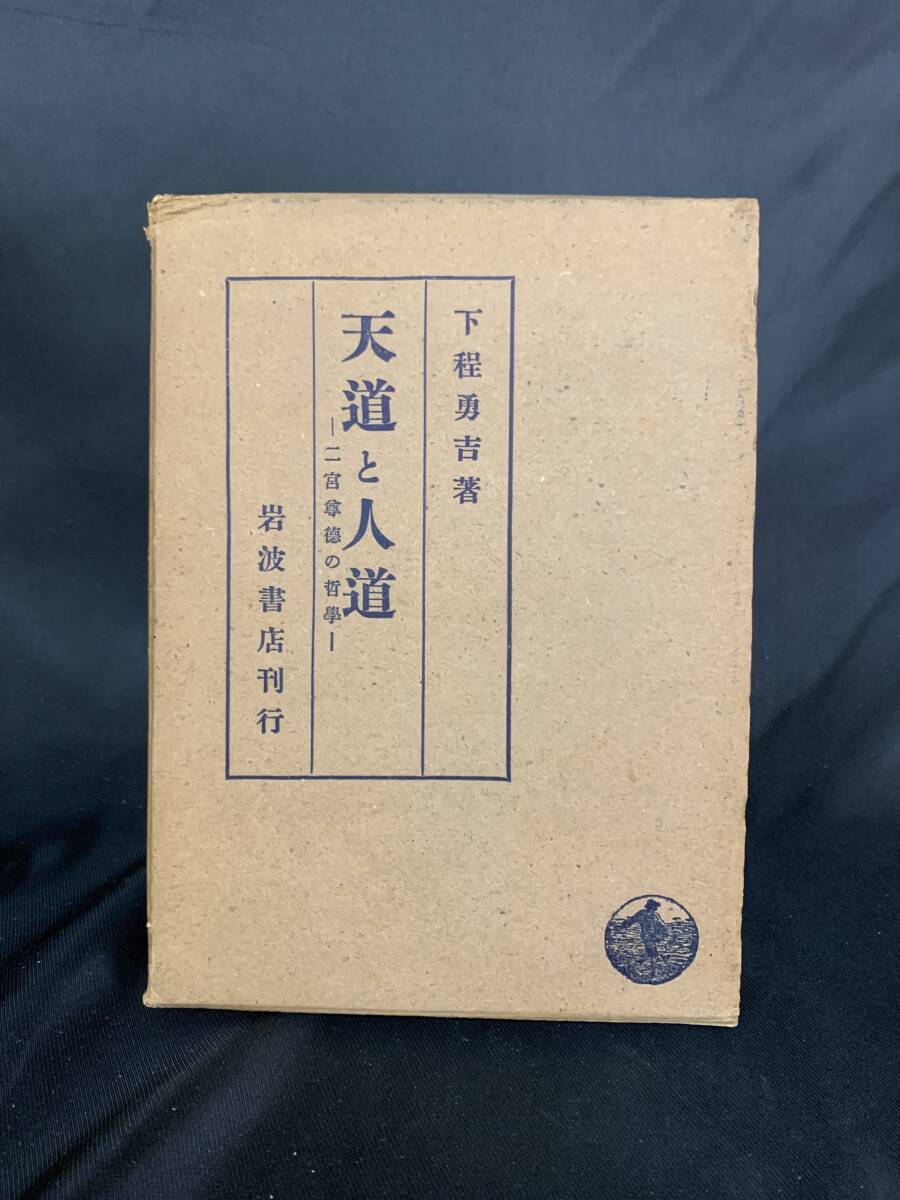 下程勇吉著
天道と人道
―二宮尊德の哲學―
岩波書店刊行